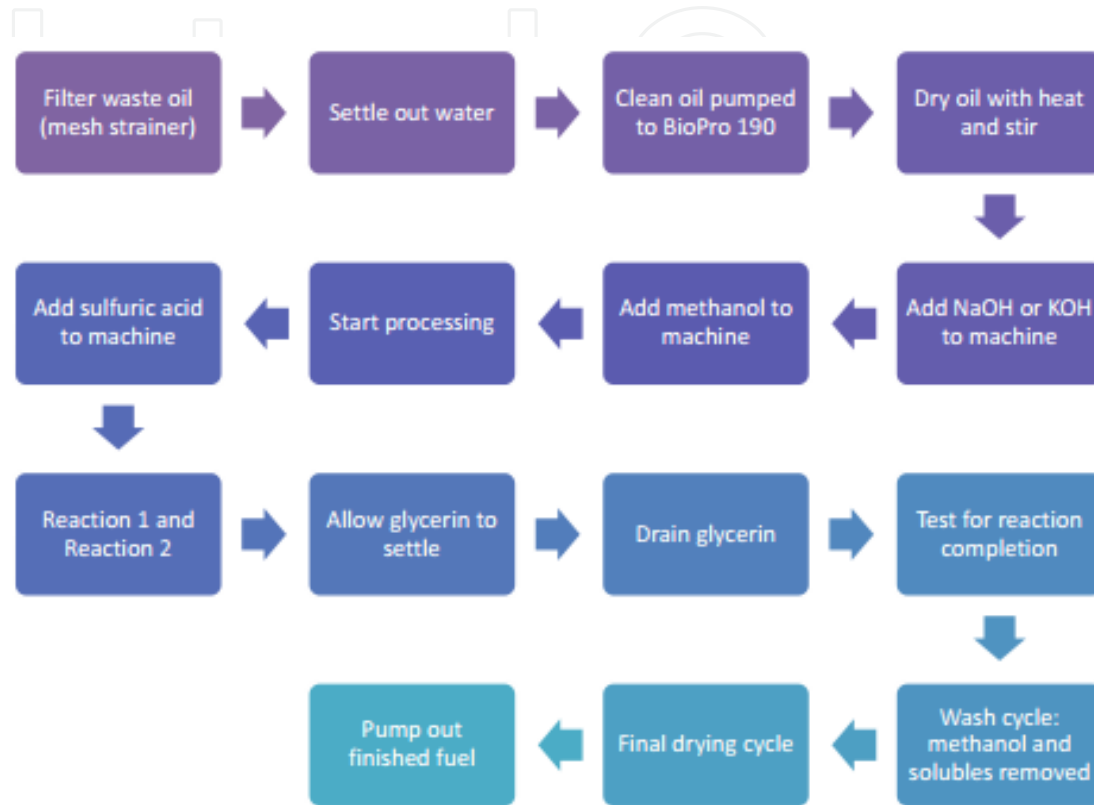 Filter waste oil
(mesh strainer)
Settle out water
Clean oil pumped
to BioPro 190
Dry oil with heat
and stir
Add NaOH or KOH
to machine
Add methanol to
machine
Start processing
Add sulfuric acid
to machine
Reaction 1 and
Reaction 2
Allow glycerin to
settle
Drain glycerin
Test for reaction
completion
Wash cycle:
methanol and
solubles removed
Final drying cycle
Pump out
finished fuel